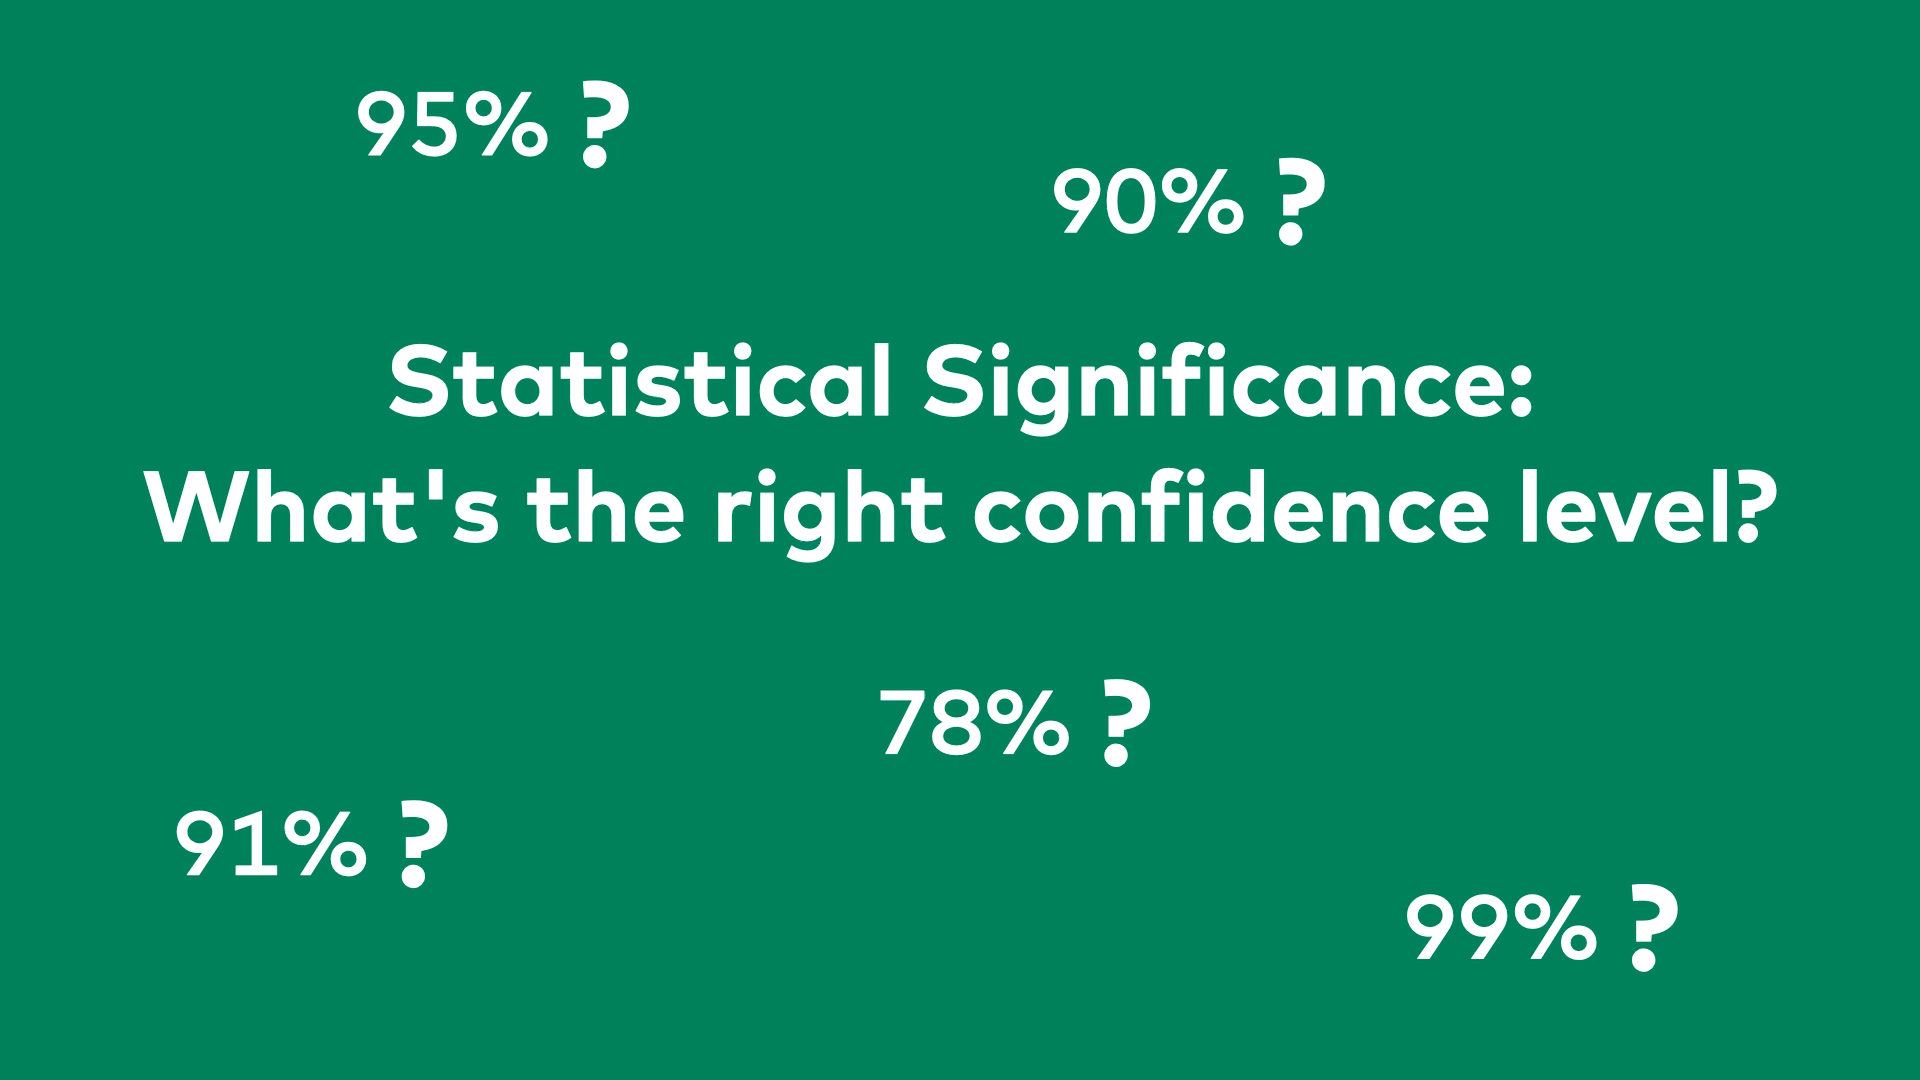 95% ?
90% ?
Statistical Significance:
What's the right confidence level?
78% ?
91% ?
99% ?